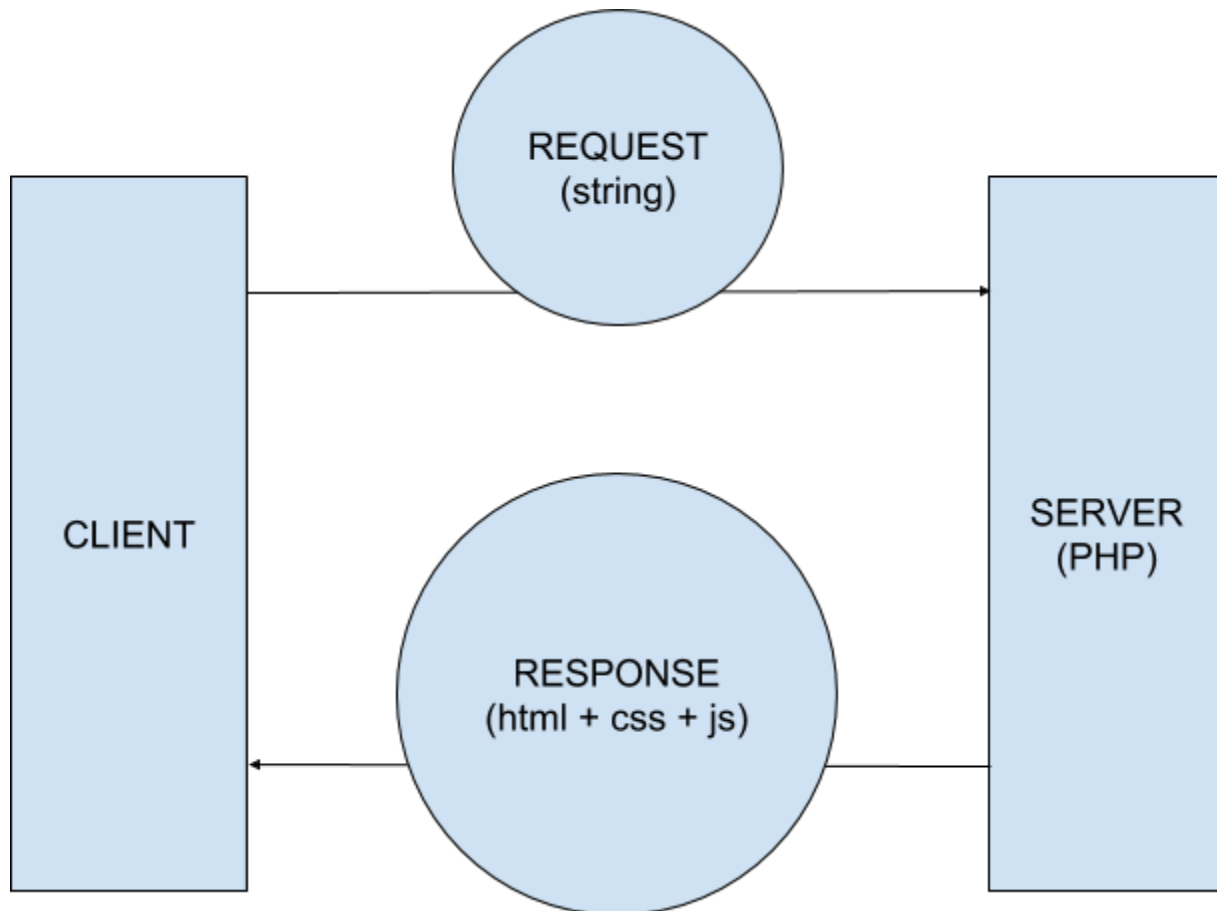 REQUEST
(string)
CLIENT
SERVER
(PHP)
RESPONSE
(html + css + js)